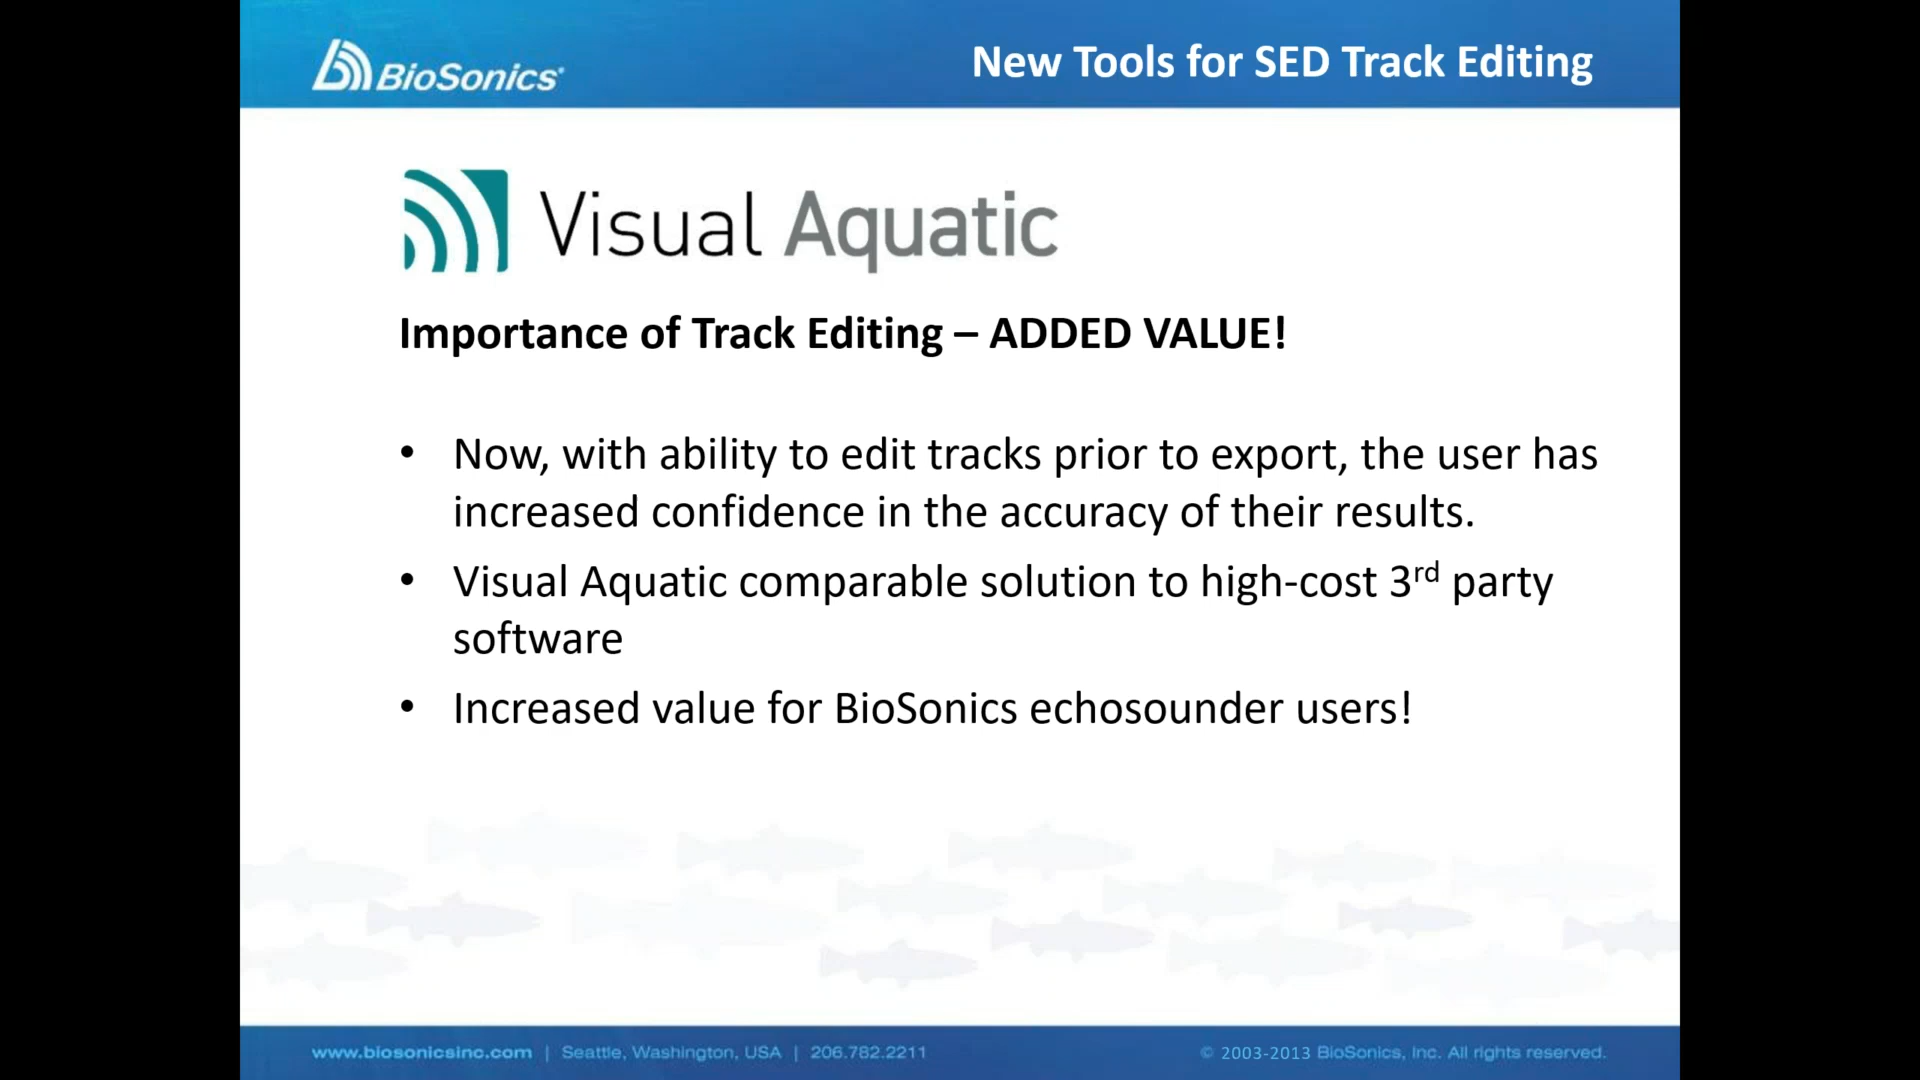 BioSonics®
New Tools for SED Track Editing
Visual Aquatic
Importance of Track Editing – ADDED VALUE!
• Now, with ability to edit tracks prior to export, the user has
increased confidence in the accuracy of their results.
• Visual Aquatic comparable solution to high-cost 3rd party
software
• Increased value for BioSonics echosounder users!
www.biosonicsinc.com | Seattle, Washington, USA | 206.782.2211
© 2003-2013 BioSonics, Inc. All rights reserved.